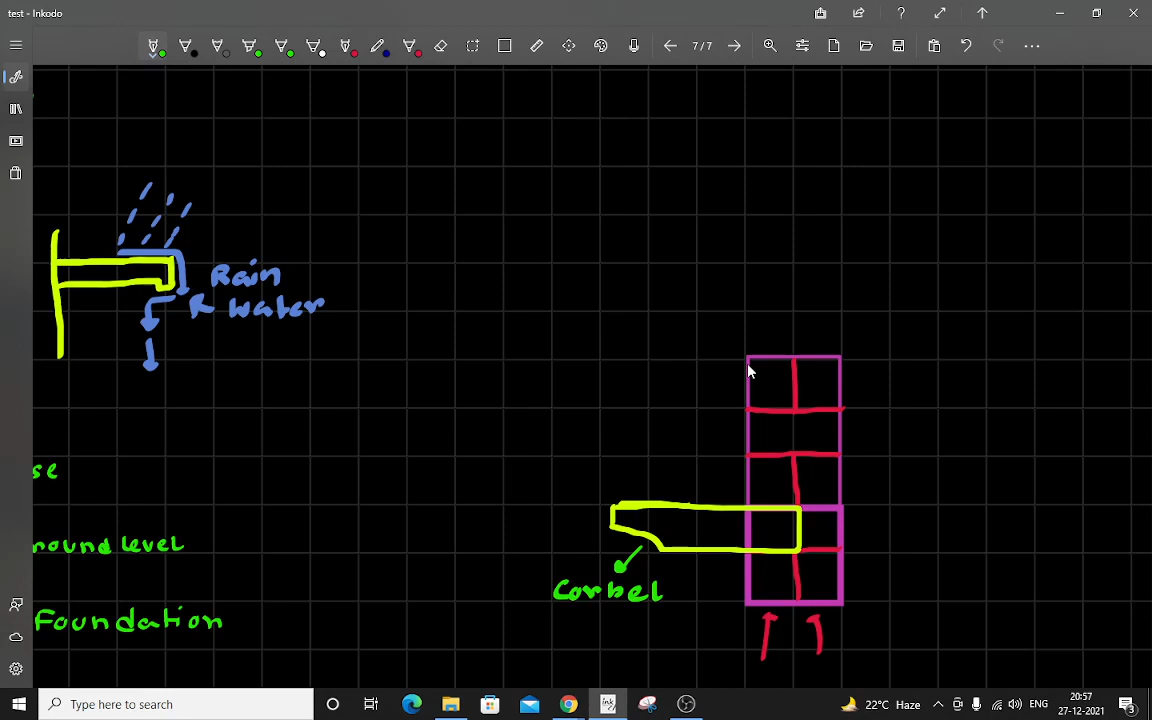 test - Inkodo
7/7
Rain
R water
se
round level
Foundation
Corbel
Type here to search
22°C Haze
ENG
20:57
27-12-2021
3